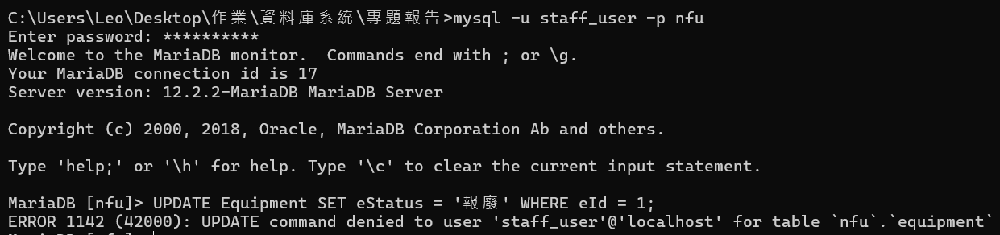 C:\Users\Leo\Desktop\作業\資料庫系統\專題報告>mysql -u staff_user -p nfu
Enter password: **********
Welcome to the MariaDB monitor.  Commands end with ; or \g.
Your MariaDB connection id is 17
Server version: 12.2.2-MariaDB MariaDB Server
Copyright (c) 2000, 2018, Oracle, MariaDB Corporation Ab and others.
Type 'help;' or '\h' for help. Type '\c' to clear the current input statement.
MariaDB [nfu]> UPDATE Equipment SET eStatus = '報廢' WHERE eId = 1;
ERROR 1142 (42000): UPDATE command denied to user 'staff_user'@'localhost' for table `nfu`.`equipment`